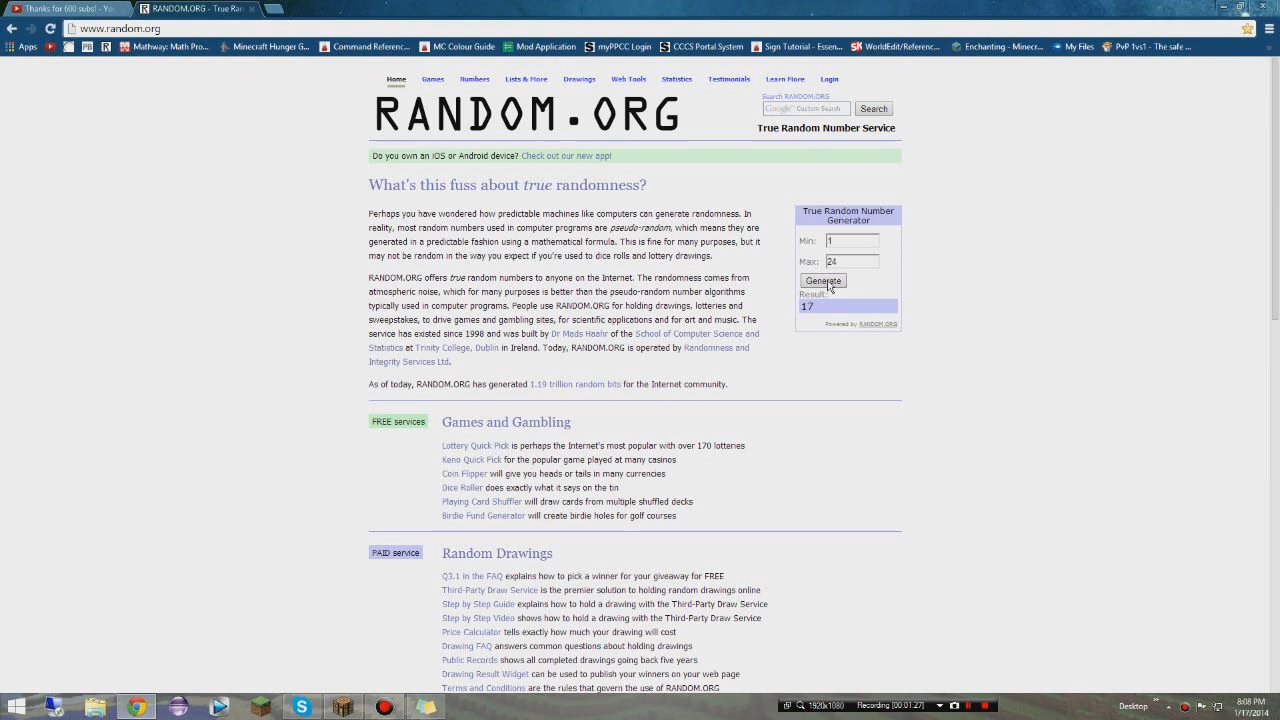 Thanks for 600 subs! - Yo
RANDOM.ORG - True Ran
www.random.org
Apps
PB
Mathway: Math Pro...
Minecraft Hunger G...
Command Referenc...
MC Colour Guide
Mod Application
myPPCC Login
CCCS Portal System
Sign Tutorial - Essen...
WorldEdit/Referenc...
Enchanting - Minecr...
My Files
PvP 1vs1 - The safe ...
Home Games Numbers Lists & More Drawings Web Tools Statistics Testimonials Learn More Login
Search RANDOM.ORG
RANDOM.ORG
Google™ Custom Search
Search
True Random Number Service
Do you own an iOS or Android device? Check out our new app!
What's this fuss about true randomness?
Perhaps you have wondered how predictable machines like computers can generate randomness. In
reality, most random numbers used in computer programs are pseudo-random, which means they are
generated in a predictable fashion using a mathematical formula. This is fine for many purposes, but it
may not be random in the way you expect if you're used to dice rolls and lottery drawings.
RANDOM.ORG offers true random numbers to anyone on the Internet. The randomness comes from
atmospheric noise, which for many purposes is better than the pseudo-random number algorithms
typically used in computer programs. People use RANDOM.ORG for holding drawings, lotteries and
sweepstakes, to drive games and gambling sites, for scientific applications and for art and music. The
service has existed since 1998 and was built by Dr Mads Haahr of the School of Computer Science and
Statistics at Trinity College, Dublin in Ireland. Today, RANDOM.ORG is operated by Randomness and
Integrity Services Ltd.
As of today, RANDOM.ORG has generated 1.19 trillion random bits for the Internet community.
True Random Number
Generator
Min: 1
Max: 24
Generate
Result:
17
Powered by RANDOM.ORG
FREE services
Games and Gambling
Lottery Quick Pick is perhaps the Internet's most popular with over 170 lotteries
Keno Quick Pick for the popular game played at many casinos
Coin Flipper will give you heads or tails in many currencies
Dice Roller does exactly what it says on the tin
Playing Card Shuffler will draw cards from multiple shuffled decks
Birdie Fund Generator will create birdie holes for golf courses
PAID service
Random Drawings
Q3.1 in the FAQ explains how to pick a winner for your giveaway for FREE
Third-Party Draw Service is the premier solution to holding random drawings online
Step by Step Guide explains how to hold a drawing with the Third-Party Draw Service
Step by Step Video shows how to hold a drawing with the Third-Party Draw Service
Price Calculator tells exactly how much your drawing will cost
Drawing FAQ answers common questions about holding drawings
Public Records shows all completed drawings going back five years
Drawing Result Widget can be used to publish your winners on your web page
Terms and Conditions are the rules that govern the use of RANDOM.ORG
1920x1080
Recording [00:01:27]
Desktop
8:08 PM
1/17/2014